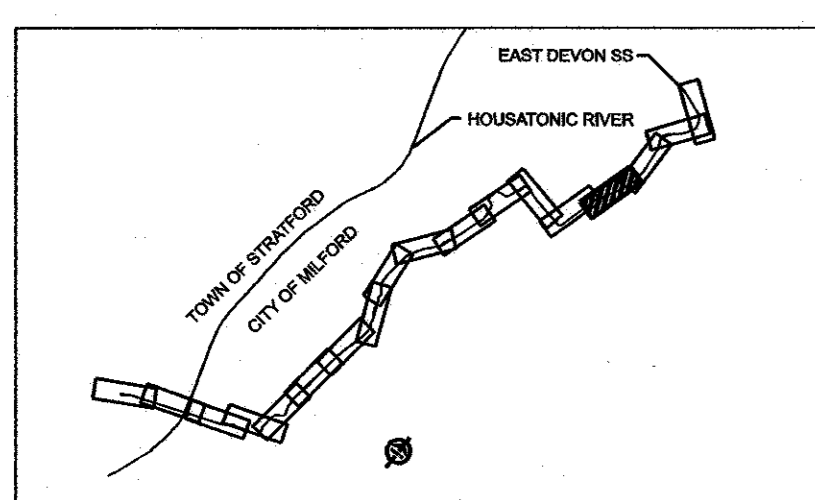 EAST DEVON SS
HOUSATONIC RIVER
TOWN OF STRATFORD
CITY OF MILFORD